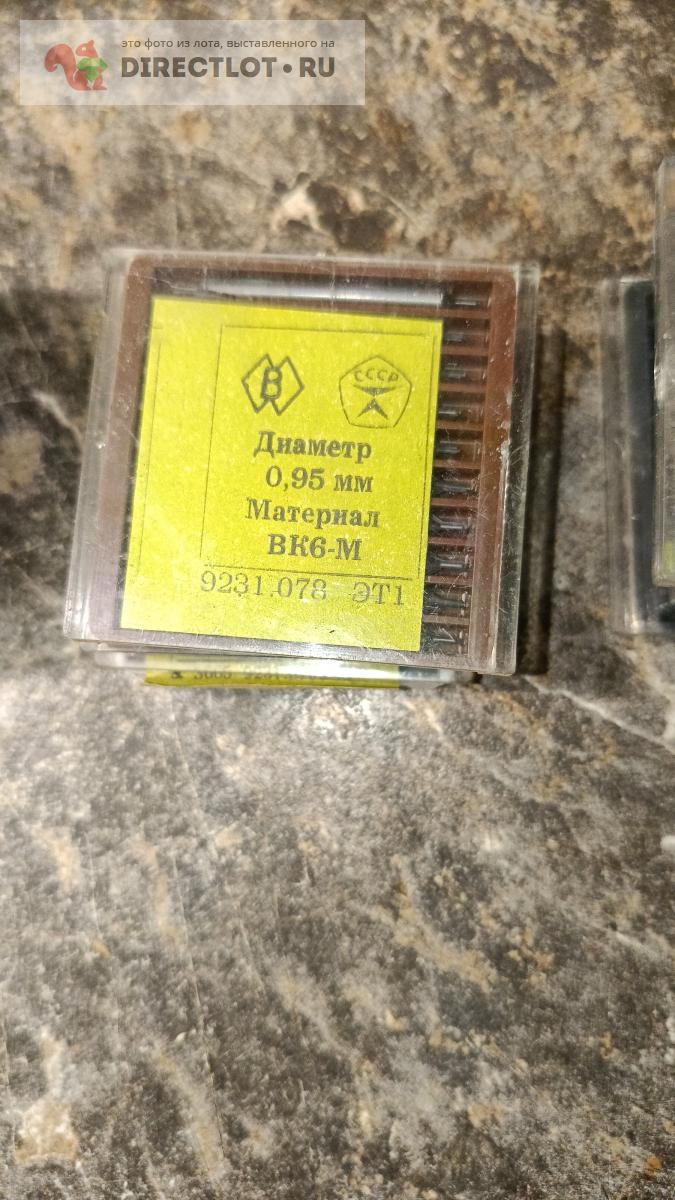 это фото из лота, выставленного на
DIRECTLOT•RU
В
СССР
Диаметр
0,95 мм
Материал
ВК6-М
9231.078 ЭТ1